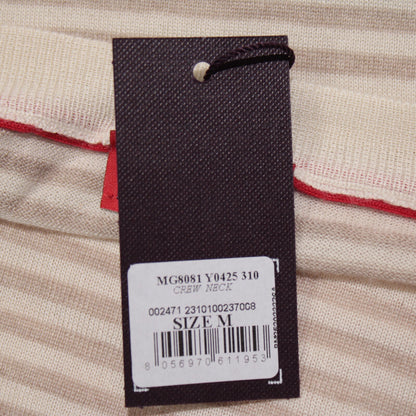 MG8081 Y0425 310
CREW NECK
002471 2310100237008
SIZE M
8 056970 611953